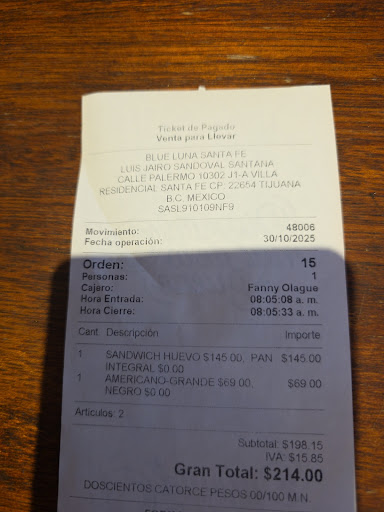 Ticket de Pagado
Venta para Llevar
BLUE LUNA SANTA FE
LUIS JAIRO SANDOVAL SANTANA
CALLE PALERMO 10302 J1-A VILLA
RESIDENCIAL SANTA FE CP: 22654 TIJUANA
B.C. MEXICO
SASL910109NF9
Movimiento: 48006
Fecha operación: 30/10/2025
Orden: 15
Personas: 1
Cajero: Fanny Olague
Hora Entrada: 08:05:08 a. m.
Hora Cierre: 08:05:33 a. m.
Cant Descripción Importe
1 SANDWICH HUEVO $145.00, PAN $145.00
INTEGRAL $0.00
1 AMERICANO-GRANDE $69.00, $69.00
NEGRO $0.00
Articulos: 2
Subtotal: $198.15
IVA: $15.85
Gran Total: $214.00
DOSCIENTOS CATORCE PESOS 00/100 M.N.